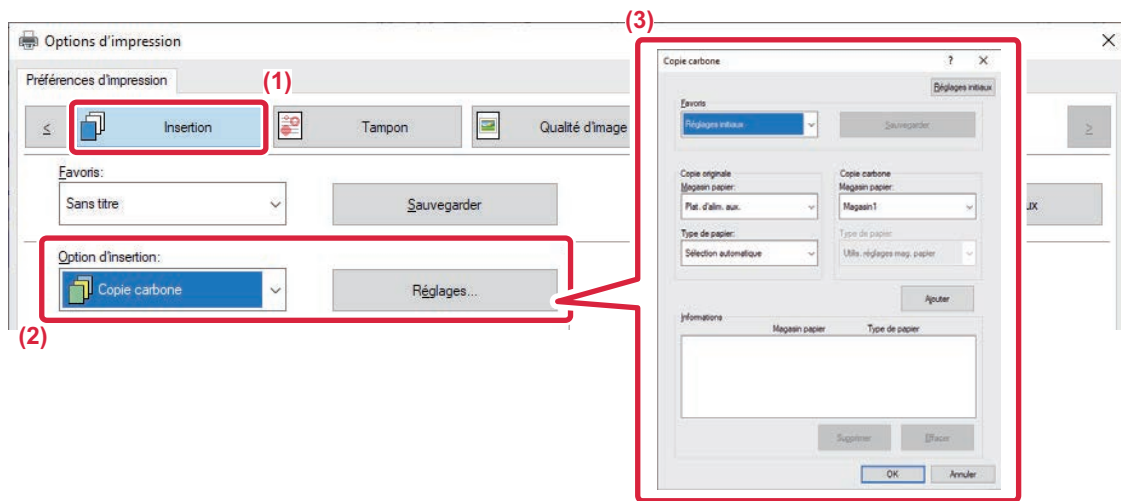 (3)
Options d'impression
Préférences d'impression
(1)
Insertion
Tampon
Qualité d'image
Favoris:
Sans titre
Sauvegarder
Option d'insertion:
Copie carbone
Réglages...
(2)
Copie carbone
Réglages initiaux
Favoris
Réglages initiaux
Sauvegarder
Copie originale
Copie carbone
Magasin papier:
Magasin papier:
Plat. d'alim. aux.
Magasin1
Type de papier:
Type de papier:
Sélection automatique
Utilis. réglages mag. papier
Ajouter
Informations
Magasin papier
Type de papier
Supprimer
Effacer
OK
Annuler